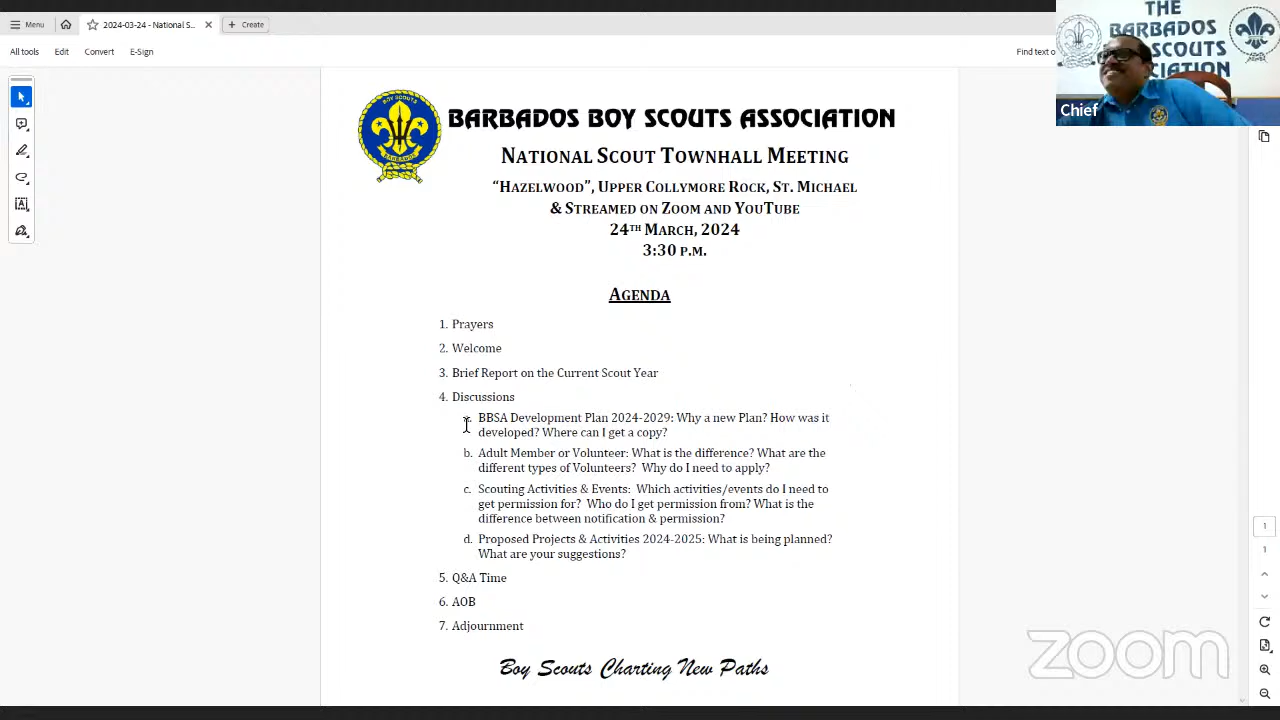 Menu
2024-03-24 - National S...
Create
All tools
Edit
Convert
E-Sign
Find text o
THE
BARBADOS
SCOUTS
CIATION
Chief
BOY SCOUTS
BARBADOS
BARBADOS BOY SCOUTS ASSOCIATION
NATIONAL SCOUT TOWNHALL MEETING
“HAZELWOOD”, UPPER COLLYMORE ROCK, ST. MICHAEL
& STREAMED ON ZOOM AND YOUTUBE
24TH MARCH, 2024
3:30 P.M.
AGENDA
1. Prayers
2. Welcome
3. Brief Report on the Current Scout Year
4. Discussions
BBSA Development Plan 2024-2029: Why a new Plan? How was it
developed? Where can I get a copy?
b. Adult Member or Volunteer: What is the difference? What are the
different types of Volunteers? Why do I need to apply?
c. Scouting Activities & Events: Which activities/events do I need to
get permission for? Who do I get permission from? What is the
difference between notification & permission?
d. Proposed Projects & Activities 2024-2025: What is being planned?
What are your suggestions?
5. Q&A Time
6. AOB
7. Adjournment
Boy Scouts Charting New Paths
1
1
zoom